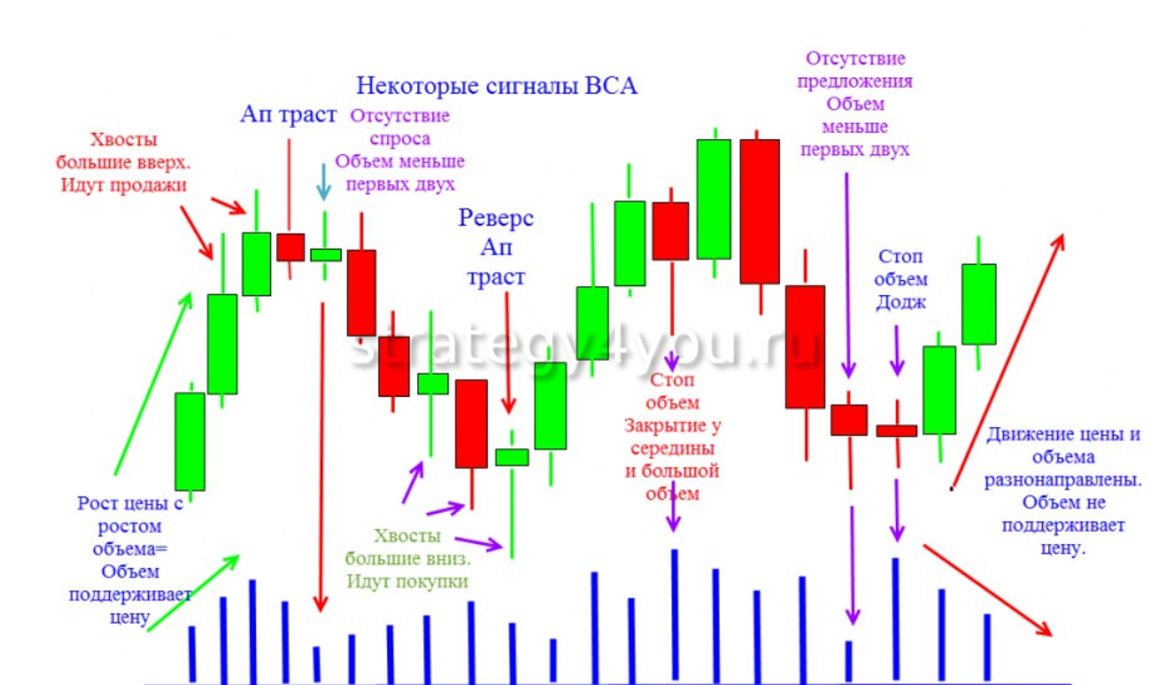 Некоторые сигналы ВСА
Хвосты
большие вверх.
Идут продажи
Ап траст
Отсутствие
спроса
Объем меньше
первых двух
Реверс
Ап
траст
Отсутствие
предложения
Объем
меньше
первых двух
Стоп
объем
Додж
strategy4you.ru
Стоп
объем
Закрытие у
середины
и большой
объем
Движение цены и
объема
разнонаправлены.
Объем не
поддерживает
цену.
Рост цены с
ростом
объема=
Объем
поддерживает
цену
Хвосты
большие вниз.
Идут покупки